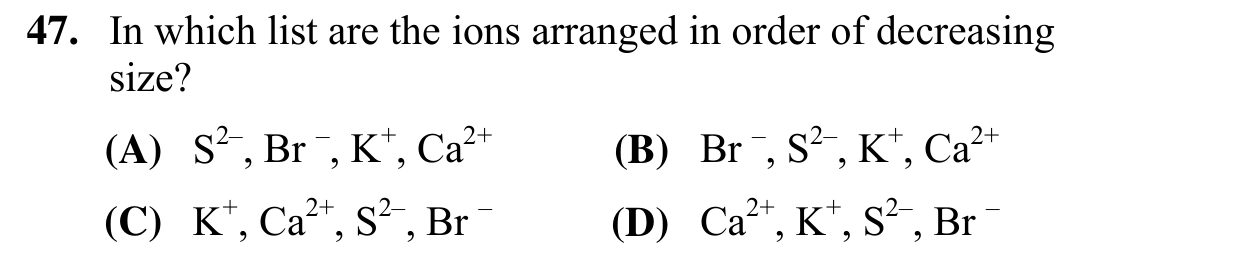 47. In which list are the ions arranged in order of decreasing
size?
(A) S²⁻, Br⁻, K⁺, Ca²⁺ (B) Br⁻, S²⁻, K⁺, Ca²⁺
(C) K⁺, Ca²⁺, S²⁻, Br⁻ (D) Ca²⁺, K⁺, S²⁻, Br⁻